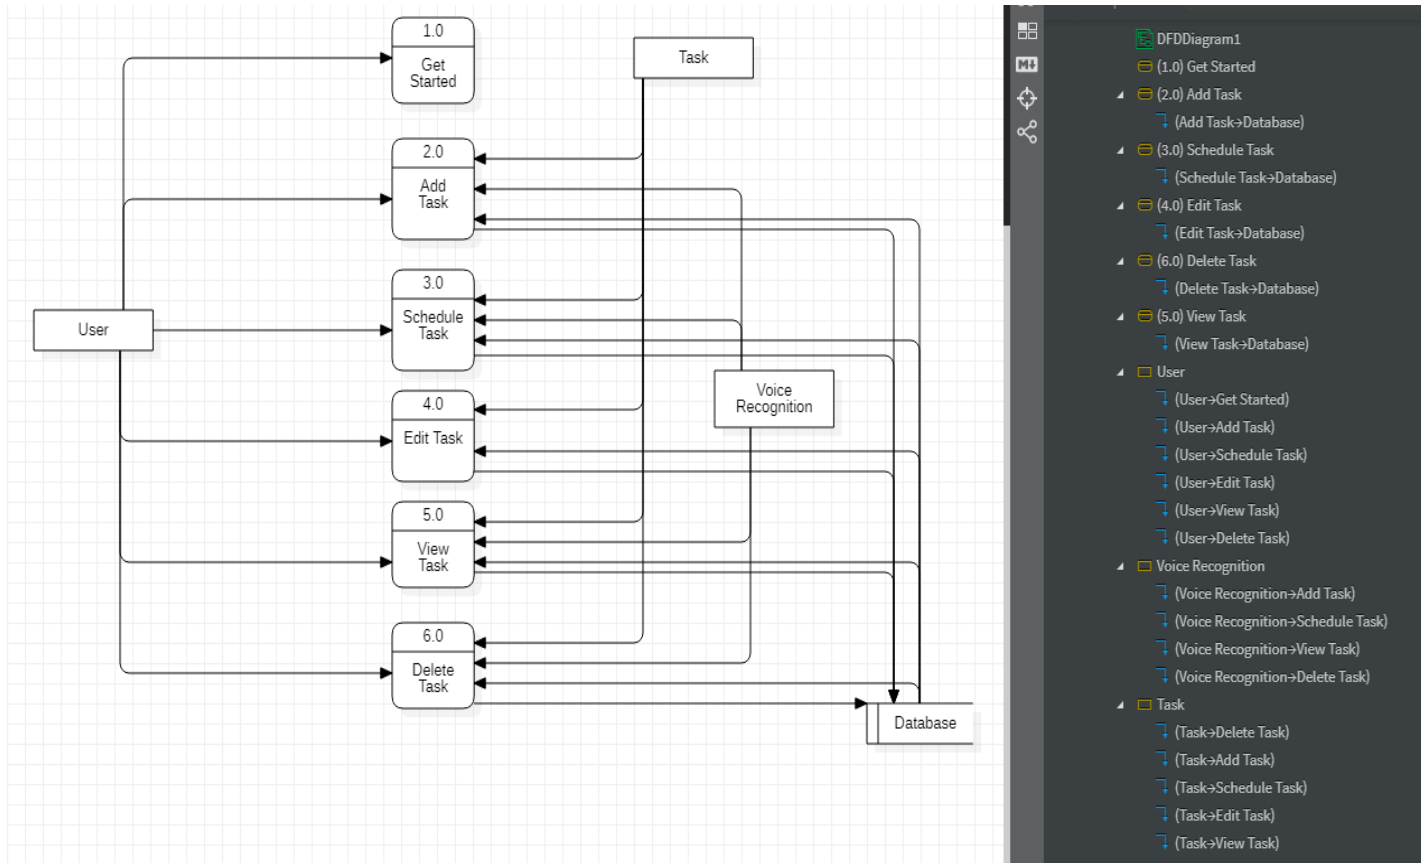 1.0
Get
Started
Task
2.0
Add
Task
3.0
Schedule
Task
User
Voice
Recognition
4.0
Edit Task
5.0
View
Task
6.0
Delete
Task
Database
M↓
DFDDiagram1
(1.0) Get Started
(2.0) Add Task
(Add Task→Database)
(3.0) Schedule Task
(Schedule Task→Database)
(4.0) Edit Task
(Edit Task→Database)
(6.0) Delete Task
(Delete Task→Database)
(5.0) View Task
(View Task→Database)
User
(User→Get Started)
(User→Add Task)
(User→Schedule Task)
(User→Edit Task)
(User→View Task)
(User→Delete Task)
Voice Recognition
(Voice Recognition→Add Task)
(Voice Recognition→Schedule Task)
(Voice Recognition→View Task)
(Voice Recognition→Delete Task)
Task
(Task→Delete Task)
(Task→Add Task)
(Task→Schedule Task)
(Task→Edit Task)
(Task→View Task)